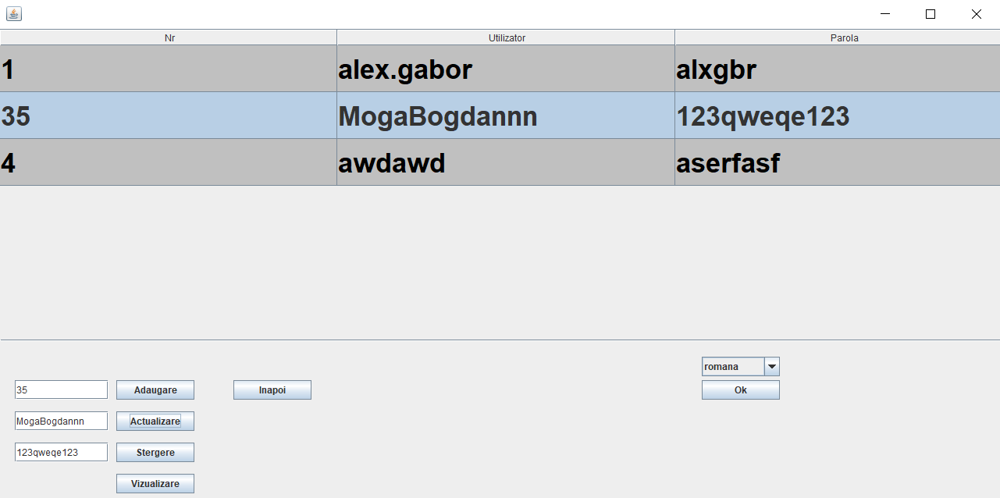 Nr Utilizator Parola
1 alex.gabor alxgbr
35 MogaBogdannn 123qweqe123
4 awdawd aserfasf
romana
35 Adaugare Inapoi Ok
MogaBogdannn Actualizare
123qweqe123 Stergere
Vizualizare